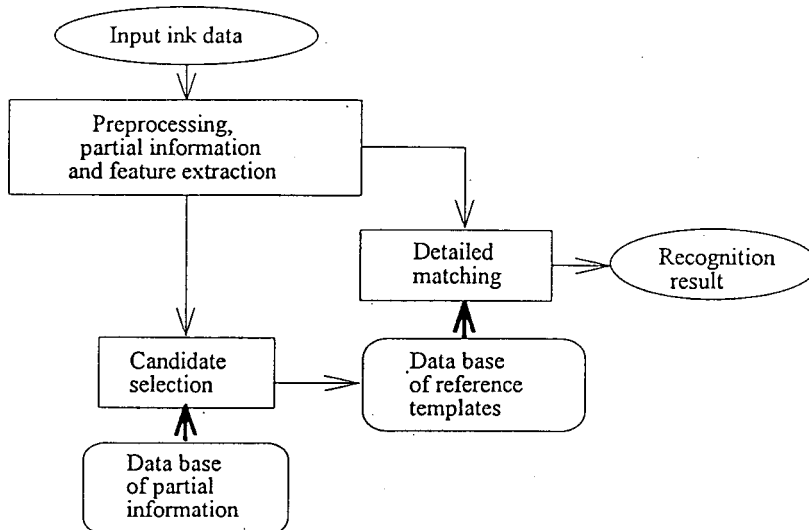 Input ink data
Preprocessing,
partial information
and feature extraction
Detailed
matching
Recognition
result
Candidate
selection
Data base
of reference
templates
Data base
of partial
information